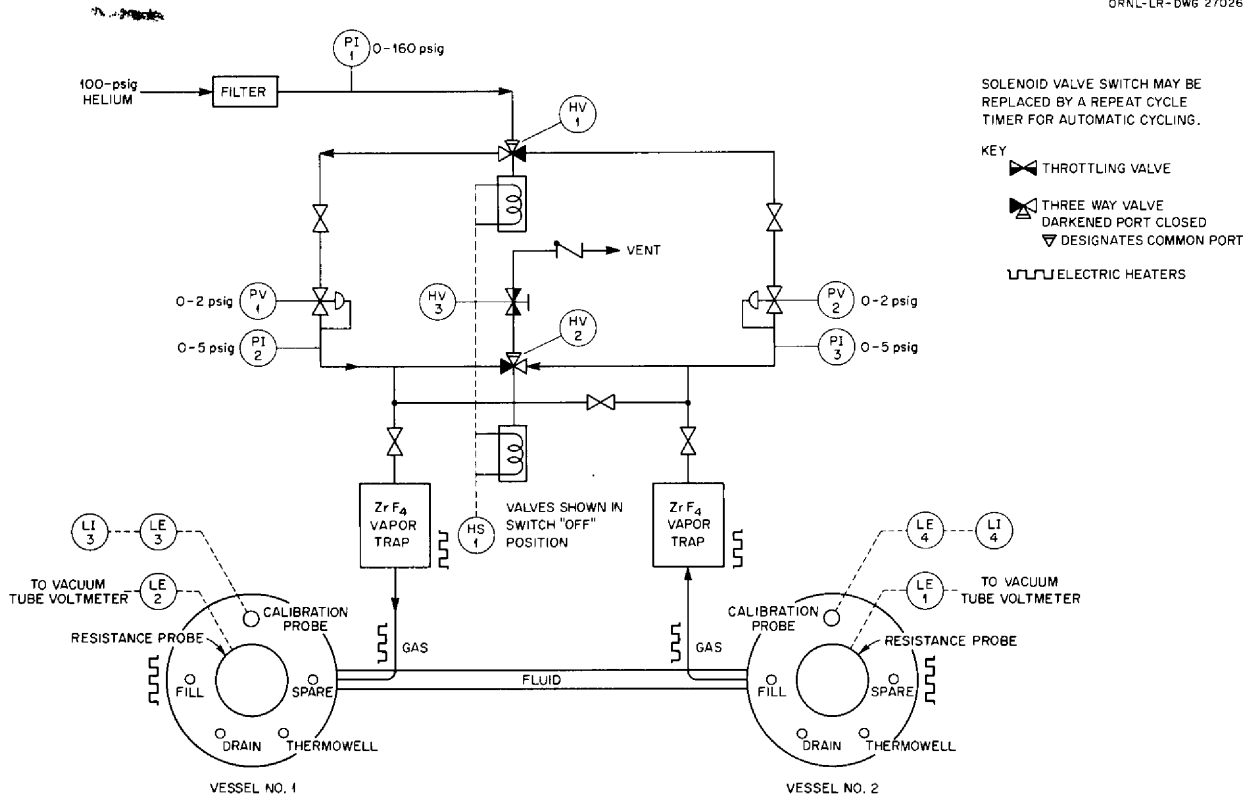 ORNL-LR-DWG 27026
PI
1
0-160 psig
100-psig
HELIUM
FILTER
HV
1
SOLENOID VALVE SWITCH MAY BE
REPLACED BY A REPEAT CYCLE
TIMER FOR AUTOMATIC CYCLING.
KEY
THROTTLING VALVE
THREE WAY VALVE
DARKENED PORT CLOSED
DESIGNATES COMMON PORT
ELECTRIC HEATERS
VENT
0-2 psig
PV
1
HV
3
HV
2
PV
2
0-2 psig
0-5 psig
PI
2
PI
3
0-5 psig
ZrF4
VAPOR
TRAP
HS
1
VALVES SHOWN IN
SWITCH "OFF"
POSITION
ZrF4
VAPOR
TRAP
LI
3
LE
3
LE
4
LI
4
TO VACUUM
TUBE VOLTMETER
LE
2
LE
1
TO VACUUM
TUBE VOLTMETER
CALIBRATION
PROBE
CALIBRATION
PROBE
RESISTANCE PROBE
GAS
GAS
RESISTANCE PROBE
FILL
SPARE
FLUID
FILL
SPARE
DRAIN
THERMOWELL
DRAIN
THERMOWELL
VESSEL NO. 1
VESSEL NO. 2